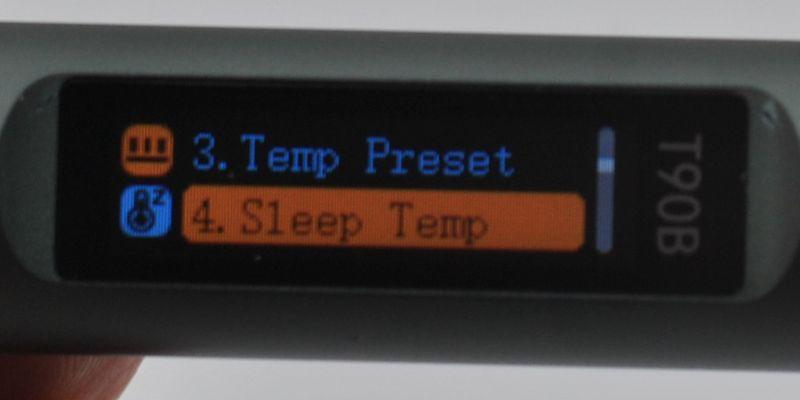 3. Temp Preset
4. Sleep Temp
T90B